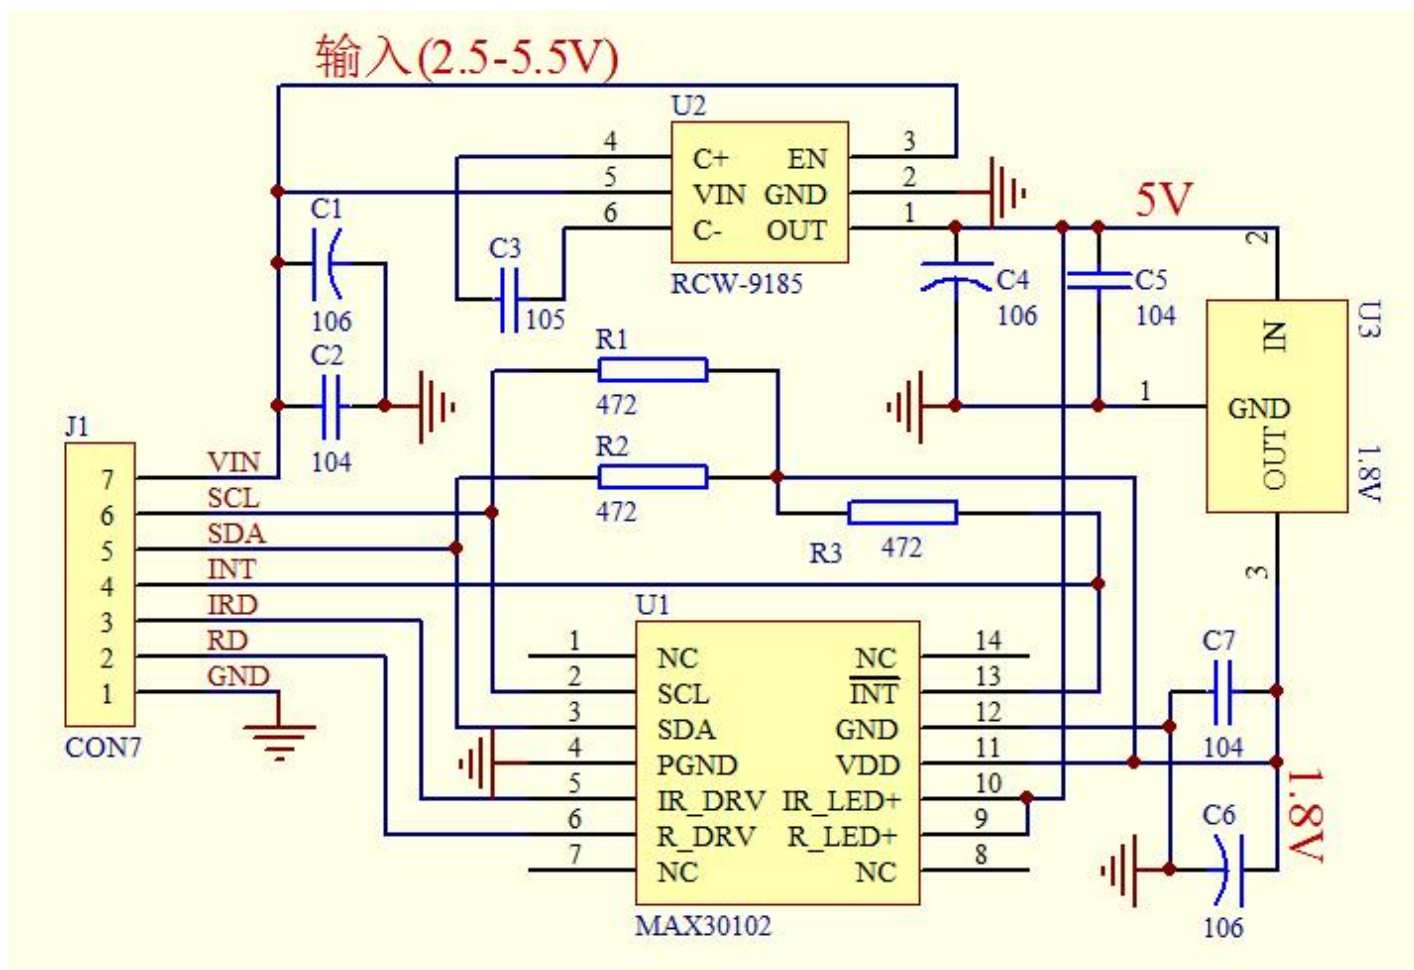 输入(2.5-5.5V)
U2
4 C+ EN 3
5 VIN GND 2
6 C- OUT 1
RCW-9185
5V
C1
106
C2
104
C3
105
C4
106
C5
104
2
IN
U3
1
GND
OUT
1.8V
3
R1
472
R2
472
R3
472
J1
7 VIN
6 SCL
5 SDA
4 INT
3 IRD
2 RD
1 GND
CON7
U1
1 NC NC 14
2 SCL INT 13
3 SDA GND 12
4 PGND VDD 11
5 IR_DRV IR_LED+ 10
6 R_DRV R_LED+ 9
7 NC NC 8
MAX30102
C7
104
1.8V
C6
106